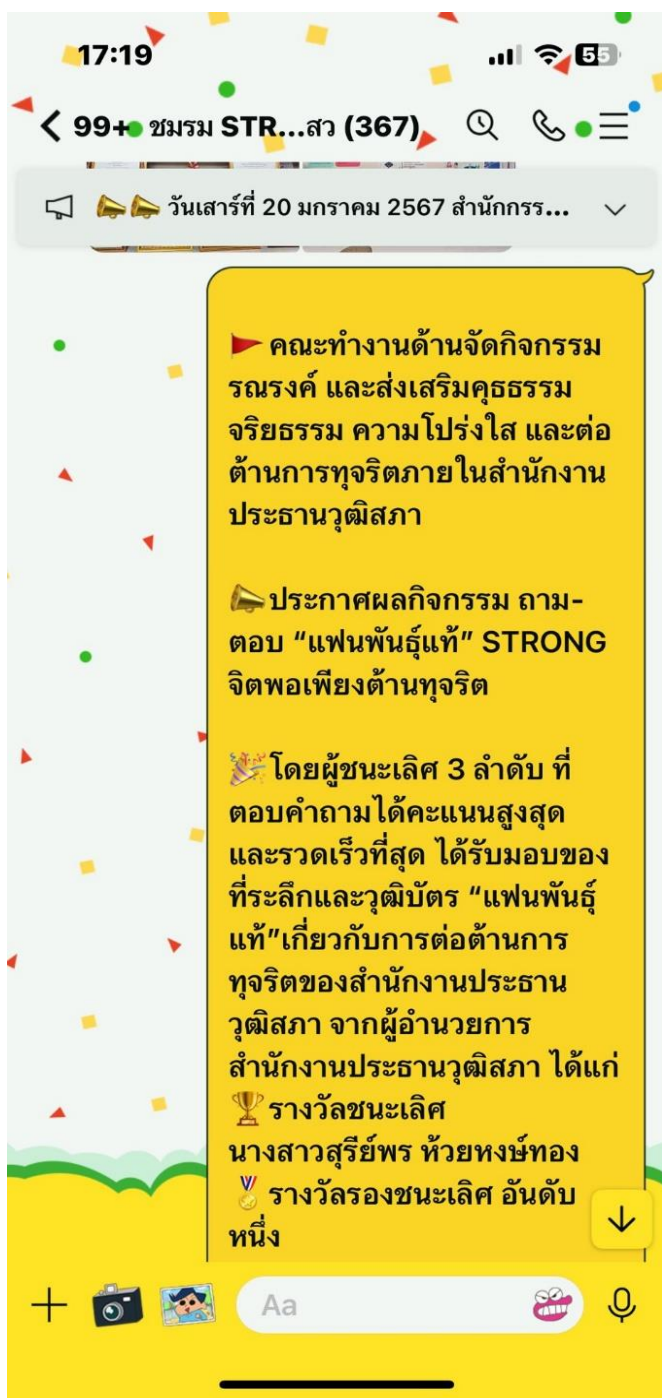 17:19
55
99+ ชมรม STR...สว (367)
วันเสาร์ที่ 20 มกราคม 2567 สำนักกรร...
คณะทำงานด้านจัดกิจกรรม
รณรงค์ และส่งเสริมคุธธรรม
จริยธรรม ความโปร่งใส และต่อ
ต้านการทุจริตภายในสำนักงาน
ประธานวุฒิสภา
ประกาศผลกิจกรรม ถาม-
ตอบ “แฟนพันธุ์แท้” STRONG
จิตพอเพียงต้านทุจริต
โดยผู้ชนะเลิศ 3 ลำดับ ที่
ตอบคำถามได้คะแนนสูงสุด
และรวดเร็วที่สุด ได้รับมอบของ
ที่ระลึกและวุฒิบัตร “แฟนพันธุ์
แท้”เกี่ยวกับการต่อต้านการ
ทุจริตของสำนักงานประธาน
วุฒิสภา จากผู้อำนวยการ
สำนักงานประธานวุฒิสภา ได้แก่
รางวัลชนะเลิศ
นางสาวสุรีย์พร ห้วยหงษ์ทอง
รางวัลรองชนะเลิศ อันดับ
หนึ่ง
Aa